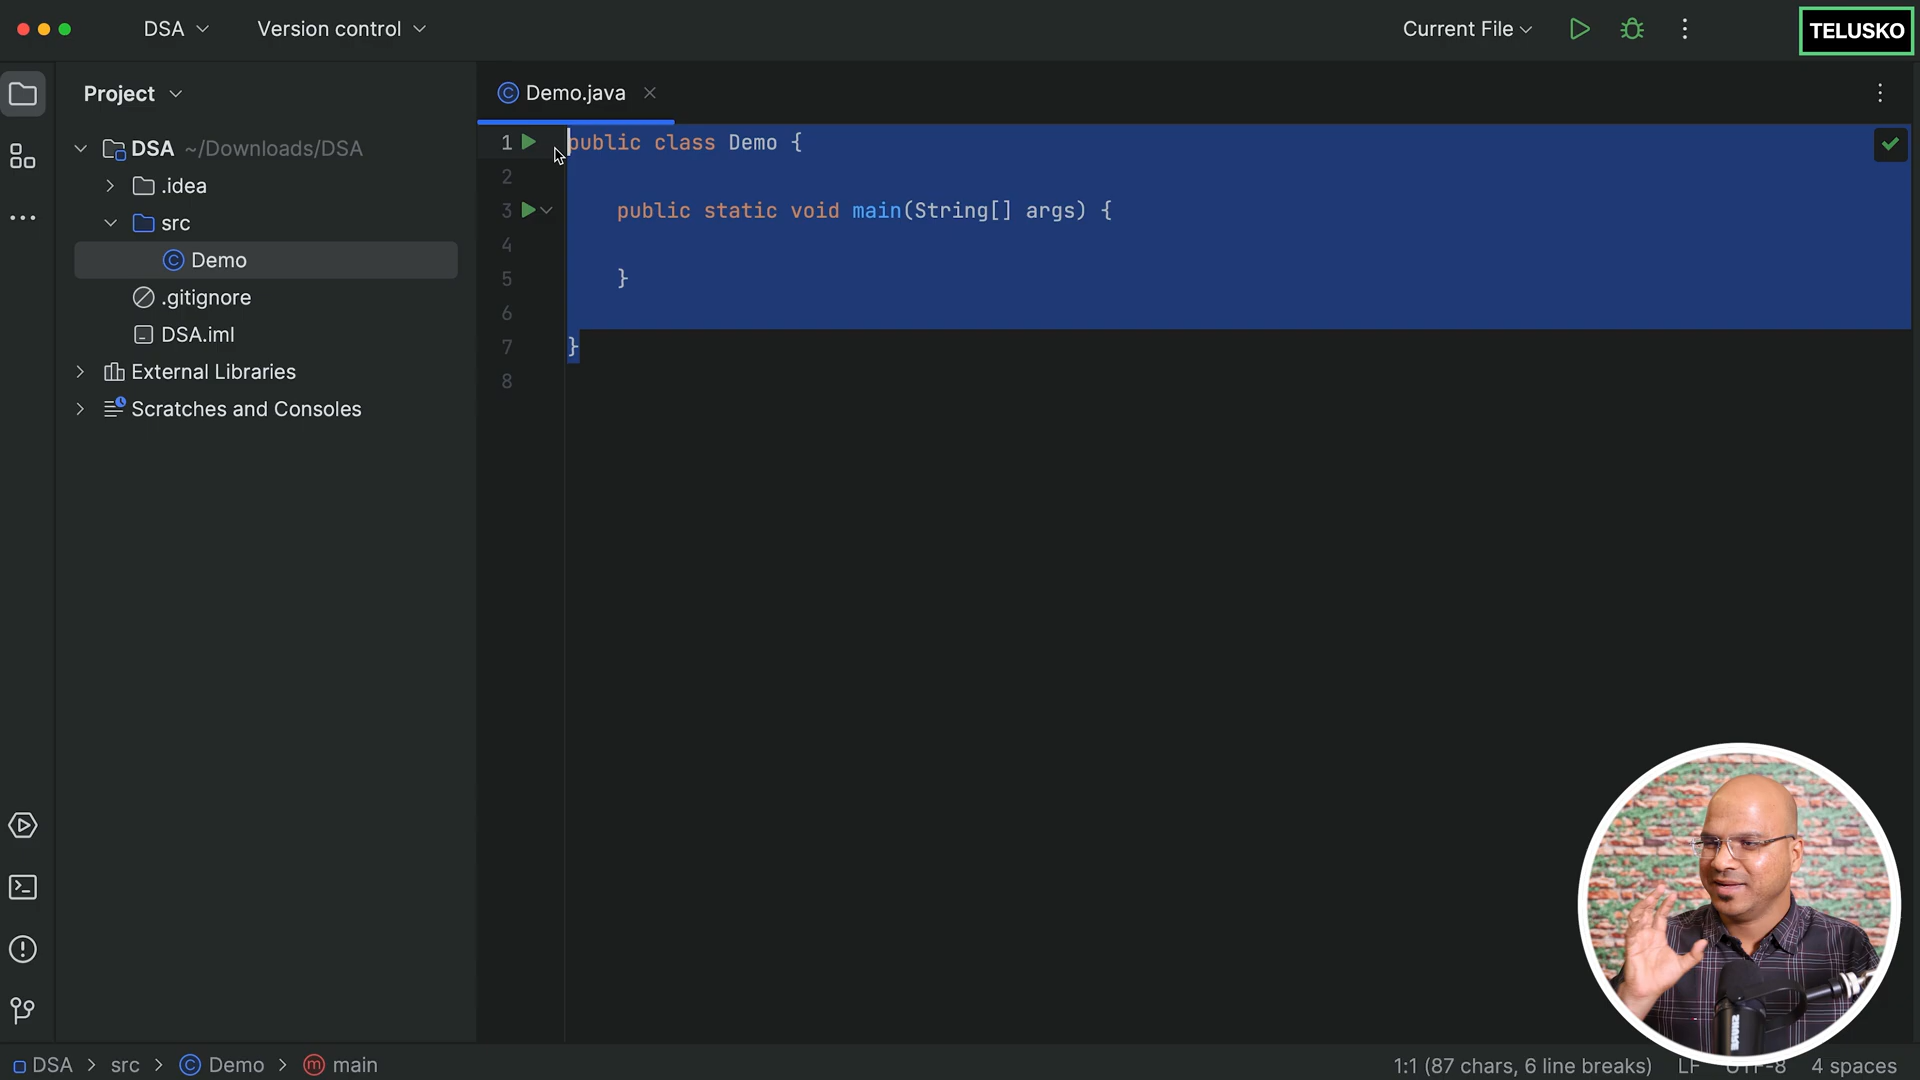 DSA Version control Current File TELUSKO
Project
Demo.java
DSA ~/Downloads/DSA
.idea
src
Demo
.gitignore
DSA.iml
External Libraries
Scratches and Consoles
1 public class Demo {
2
3 public static void main(String[] args) {
4
5 }
6
7 }
8
DSA > src > Demo > main
1:1 (87 chars, 6 line breaks) LF UTF-8 4 spaces